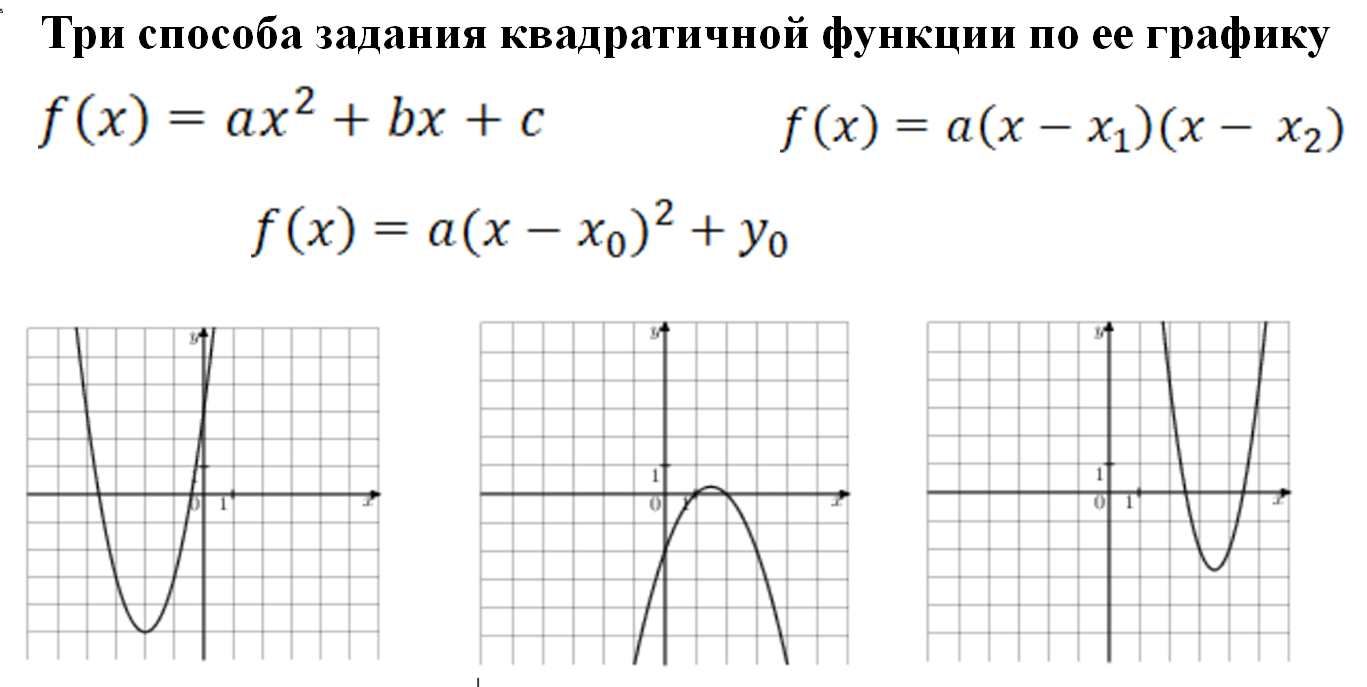 Три способа задания квадратичной функции по ее графику
f(x) = ax² + bx + c
f(x) = a(x − x₁)(x − x₂)
f(x) = a(x − x₀)² + y₀
y
0 1 x
y
1
0 1 x
y
1
0 1 x